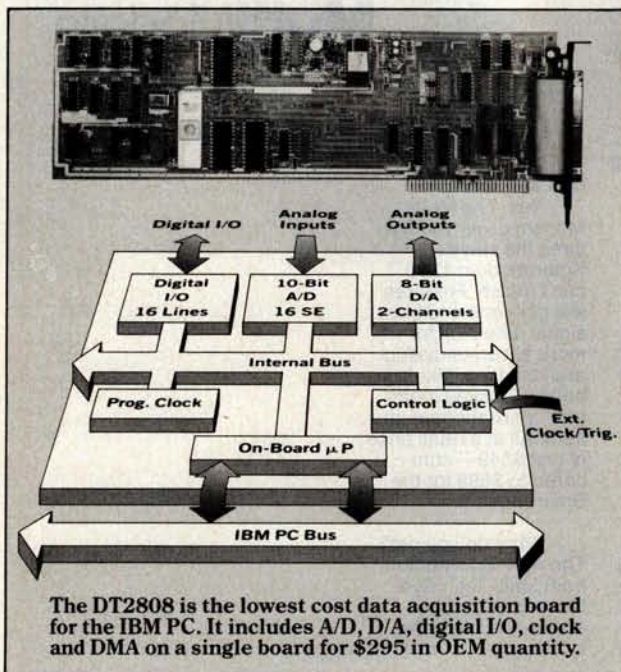 Digital I/O
Analog
Inputs
Analog
Outputs
Digital
I/O
16 Lines
10-Bit
A/D
16 SE
8-Bit
D/A
2-Channels
Internal Bus
Prog. Clock
Control Logic
Ext.
Clock/Trig.
On-Board μP
IBM PC Bus
The DT2808 is the lowest cost data acquisition board
for the IBM PC. It includes A/D, D/A, digital I/O, clock
and DMA on a single board for $295 in OEM quantity.